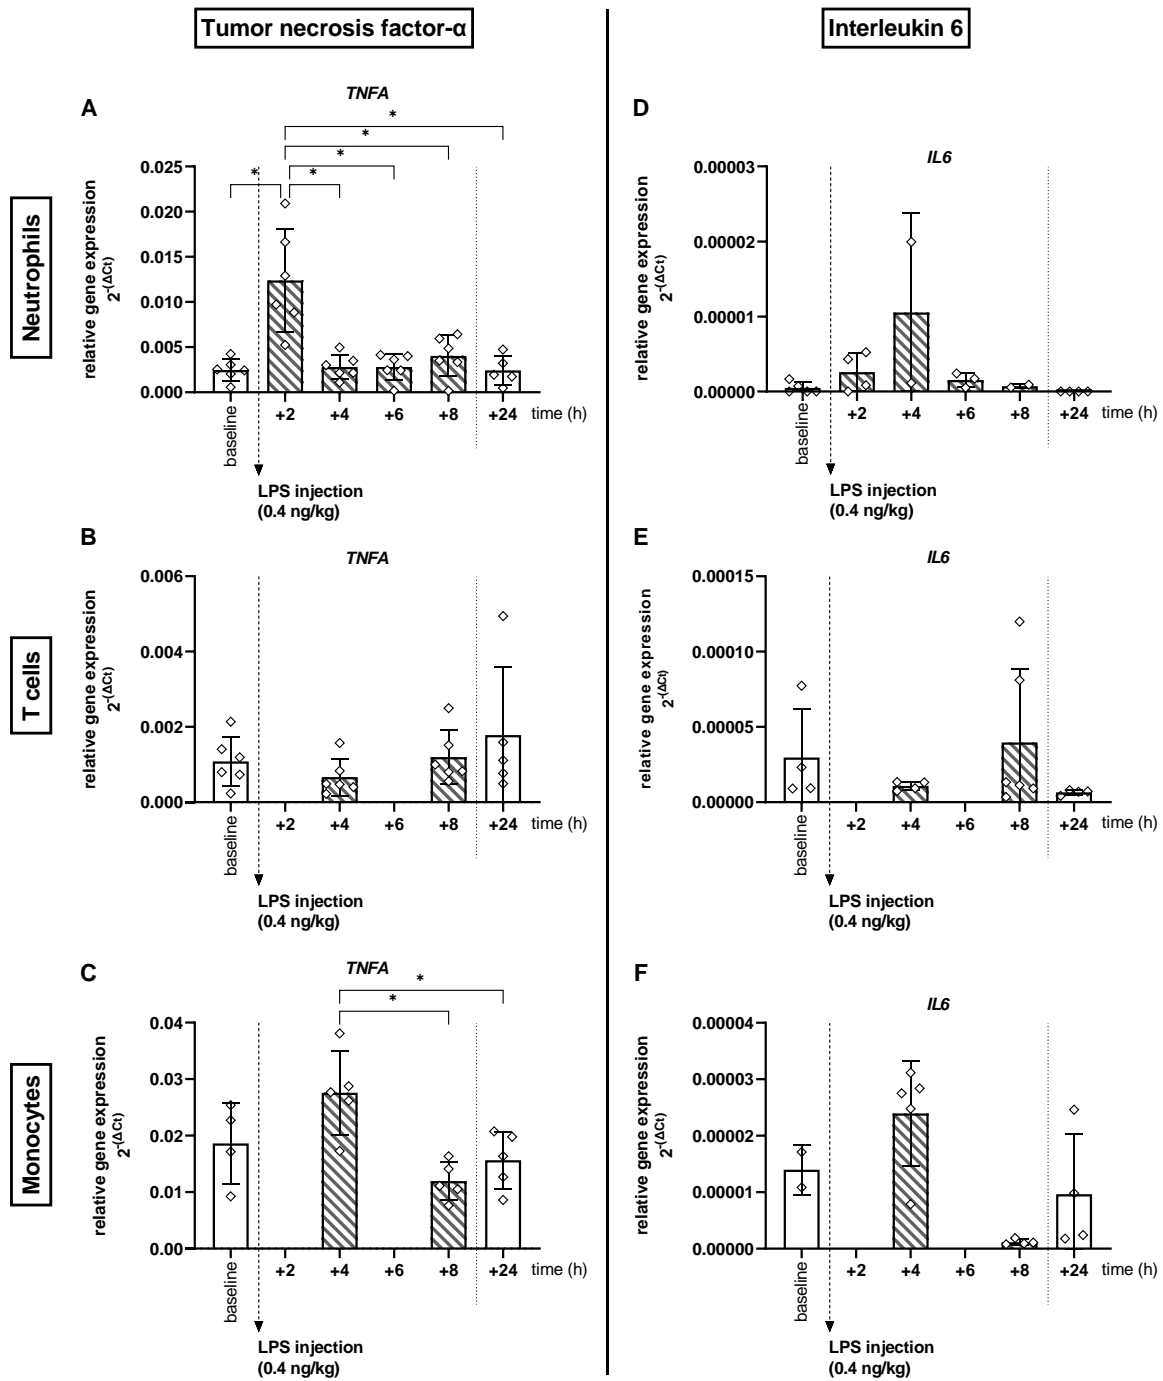 Tumor necrosis factor-α
Interleukin 6
Neutrophils
A
TNFA
*
*
*
*
*
relative gene expression
2-(ΔCt)
0.025
0.020
0.015
0.010
0.005
0.000
baseline
+2
+4
+6
+8
+24
time (h)
LPS injection
(0.4 ng/kg)
D
IL6
relative gene expression
2-(ΔCt)
0.00003
0.00002
0.00001
0.00000
baseline
+2
+4
+6
+8
+24
time (h)
LPS injection
(0.4 ng/kg)
T cells
B
TNFA
relative gene expression
2-(ΔCt)
0.006
0.004
0.002
0.000
baseline
+2
+4
+6
+8
+24
time (h)
LPS injection
(0.4 ng/kg)
E
IL6
relative gene expression
2-(ΔCt)
0.00015
0.00010
0.00005
0.00000
baseline
+2
+4
+6
+8
+24
time (h)
LPS injection
(0.4 ng/kg)
Monocytes
C
TNFA
*
*
relative gene expression
2-(ΔCt)
0.04
0.03
0.02
0.01
0.00
baseline
+2
+4
+6
+8
+24
time (h)
LPS injection
(0.4 ng/kg)
F
IL6
relative gene expression
2-(ΔCt)
0.00004
0.00003
0.00002
0.00001
0.00000
baseline
+2
+4
+6
+8
+24
time (h)
LPS injection
(0.4 ng/kg)